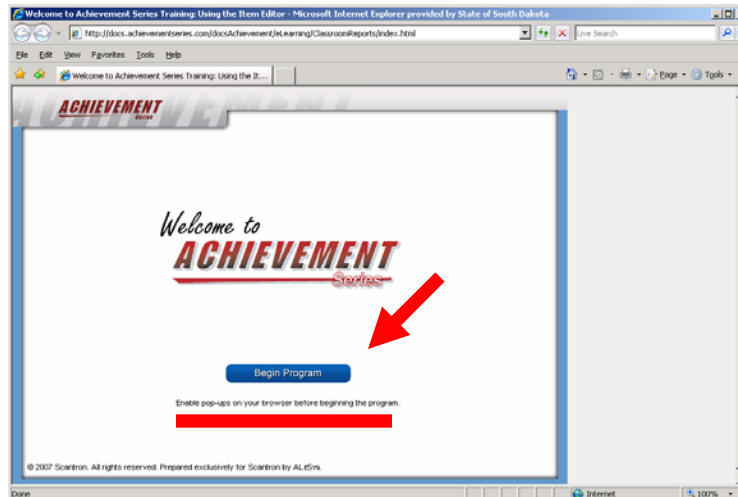 Welcome to Achievement Series Training: Using the Item Editor - Microsoft Internet Explorer provided by State of South Dakota
http://docs.achievementseries.com/docsAchievement/eLearning/ClassroomReports/index.html
Live Search
File Edit View Favorites Tools Help
Welcome to Achievement Series Training: Using the It...
Page Tools
ACHIEVEMENT
Series
Welcome to
ACHIEVEMENT
Series
Begin Program
Enable pop-ups on your browser before beginning the program.
© 2007 Scantron. All rights reserved. Prepared exclusively for Scantron by
Done
Internet
100%